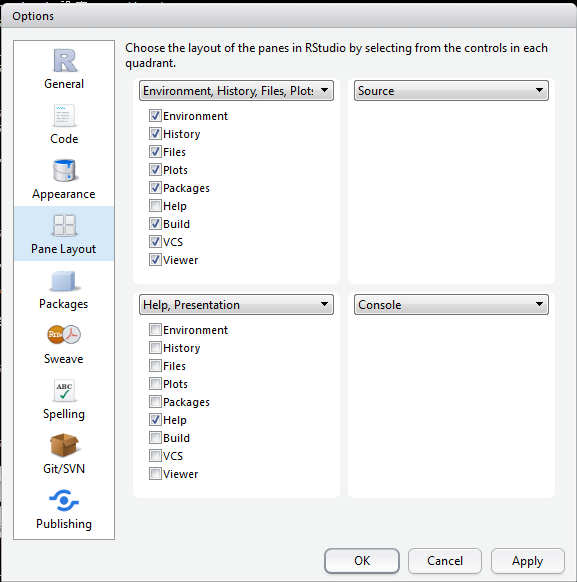 Options
Choose the layout of the panes in RStudio by selecting from the controls in each
quadrant.
R
General
Code
Appearance
Pane Layout
Packages
Rnw
Sweave
ABC
Spelling
Git/SVN
Publishing
Environment, History, Files, Plots
Environment
History
Files
Plots
Packages
Help
Build
VCS
Viewer
Source
Help, Presentation
Environment
History
Files
Plots
Packages
Help
Build
VCS
Viewer
Console
OK
Cancel
Apply